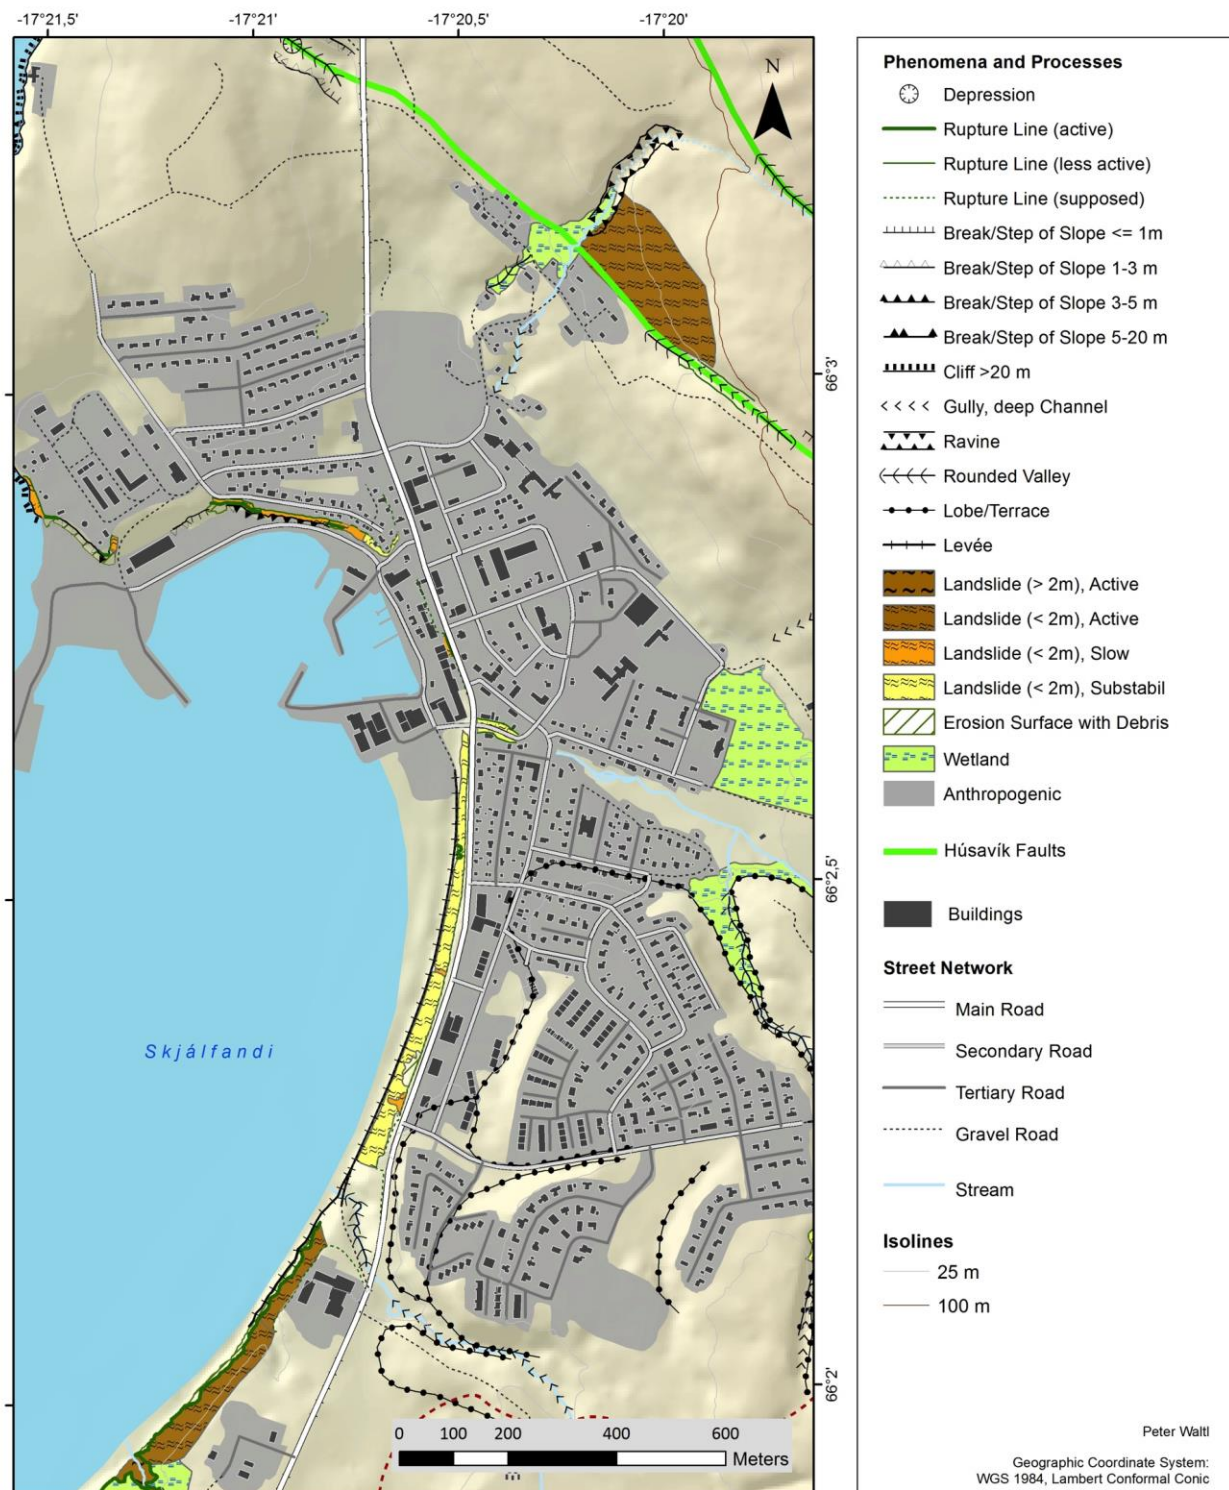 -17°21,5'
-17°21'
-17°20,5'
-17°20'
N
66°3'
66°2,5'
66°2'
Skjálfandi
0 100 200 400 600
Meters
Phenomena and Processes
Depression
Rupture Line (active)
Rupture Line (less active)
Rupture Line (supposed)
Break/Step of Slope <= 1m
Break/Step of Slope 1-3 m
Break/Step of Slope 3-5 m
Break/Step of Slope 5-20 m
Cliff >20 m
Gully, deep Channel
Ravine
Rounded Valley
Lobe/Terrace
Levée
Landslide (> 2m), Active
Landslide (< 2m), Active
Landslide (< 2m), Slow
Landslide (< 2m), Substabil
Erosion Surface with Debris
Wetland
Anthropogenic
Húsavík Faults
Buildings
Street Network
Main Road
Secondary Road
Tertiary Road
Gravel Road
Stream
Isolines
25 m
100 m
Peter Waltl
Geographic Coordinate System:
WGS 1984, Lambert Conformal Conic